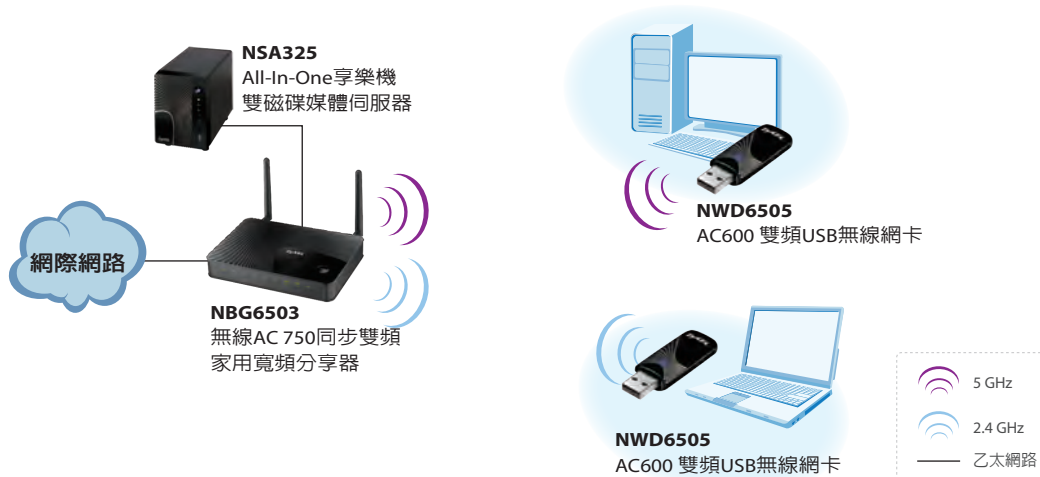 NSA325
All-In-One享樂機
雙磁碟媒體伺服器
網際網路
NBG6503
無線AC 750同步雙頻
家用寬頻分享器
NWD6505
AC600 雙頻USB無線網卡
NWD6505
AC600 雙頻USB無線網卡
5 GHz
2.4 GHz
乙太網路